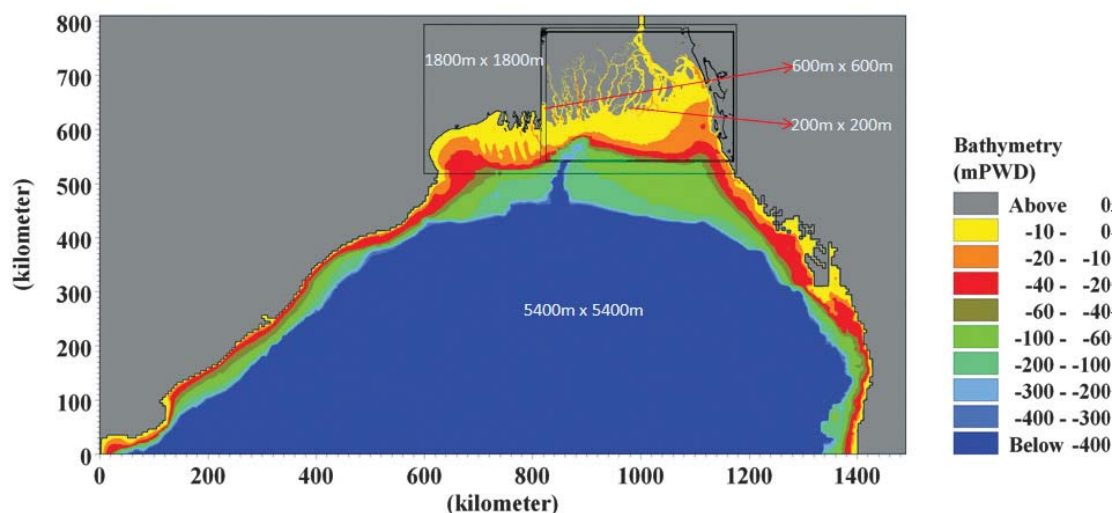 800
700
600
500
400
300
200
100
0
(kilometer)
1800m x 1800m
600m x 600m
200m x 200m
5400m x 5400m
0 200 400 600 800 1000 1200 1400
(kilometer)
Bathymetry
(mPWD)
Above 0
-10 - 0
-20 - -10
-40 - -20
-60 - -40
-100 - -60
-200 - -100
-300 - -200
-400 - -300
Below -400